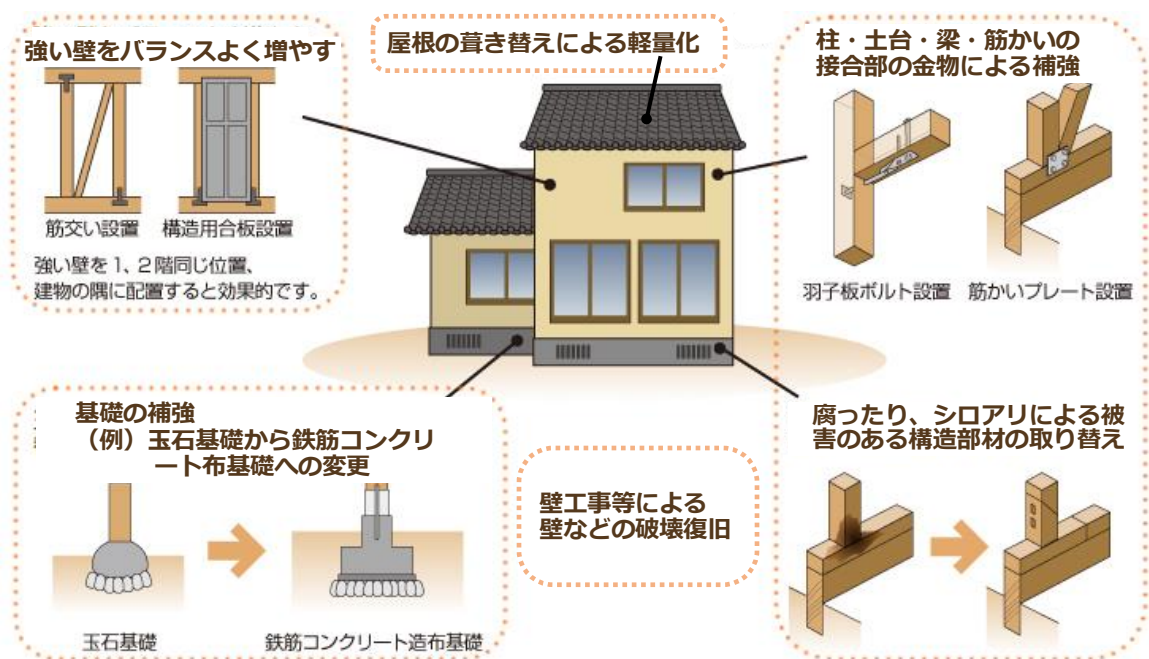 強い壁をバランスよく増やす
筋交い設置
構造用合板設置
強い壁を1、2階同じ位置、
建物の隅に配置すると効果的です。
屋根の葺き替えによる軽量化
柱・土台・梁・筋かいの
接合部の金物による補強
羽子板ボルト設置
筋かいプレート設置
基礎の補強
（例）玉石基礎から鉄筋コンクリ
ート布基礎への変更
玉石基礎
鉄筋コンクリート造布基礎
壁工事等による
壁などの破壊復旧
腐ったり、シロアリによる被
害のある構造部材の取り替え